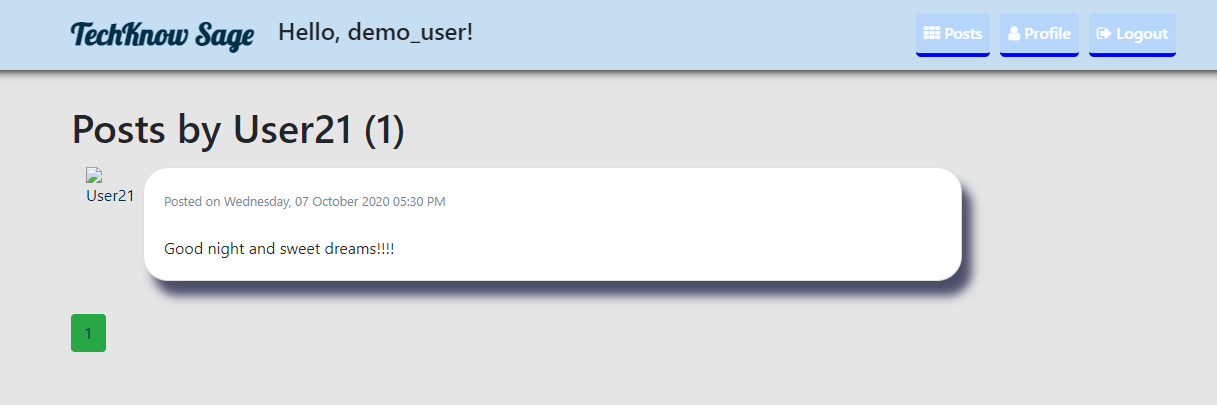 TechKnow Sage Hello, demo_user! Posts Profile Logout
Posts by User21 (1)
User21
Posted on Wednesday, 07 October 2020 05:30 PM
Good night and sweet dreams!!!!
1